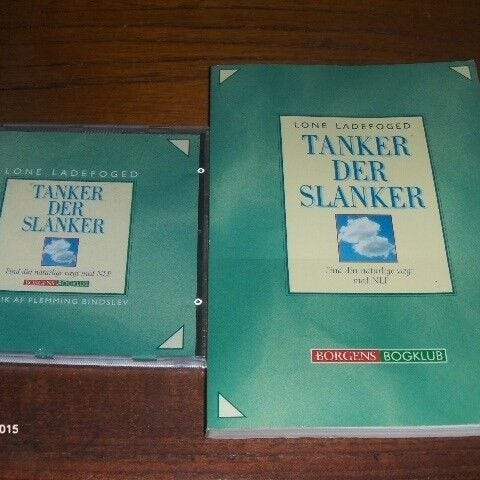 LONE LADEFOGED
TANKER
DER
SLANKER
Find din naturlige vægt med NLP
BORGENS BOGKLUB
IK AF FLEMMING BINDSLEV
LONE LADEFOGED
TANKER
DER
SLANKER
Find din naturlige vægt
med NLP
BORGENS BOGKLUB
015